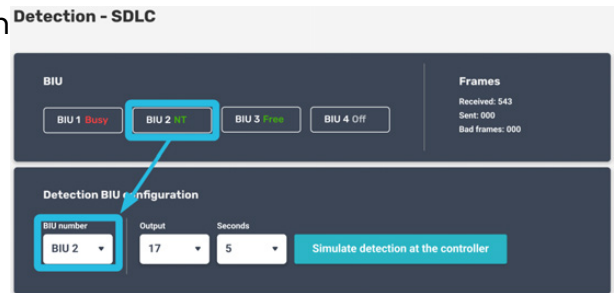 n
Detection - SDLC
BIU
Frames
BIU 1 Busy
BIU 2 NT
BIU 3 Free
BIU 4 Off
Received: 543
Sent: 000
Bad frames: 000
Detection BIU configuration
BIU number
Output
Seconds
BIU 2
17
5
Simulate detection at the controller